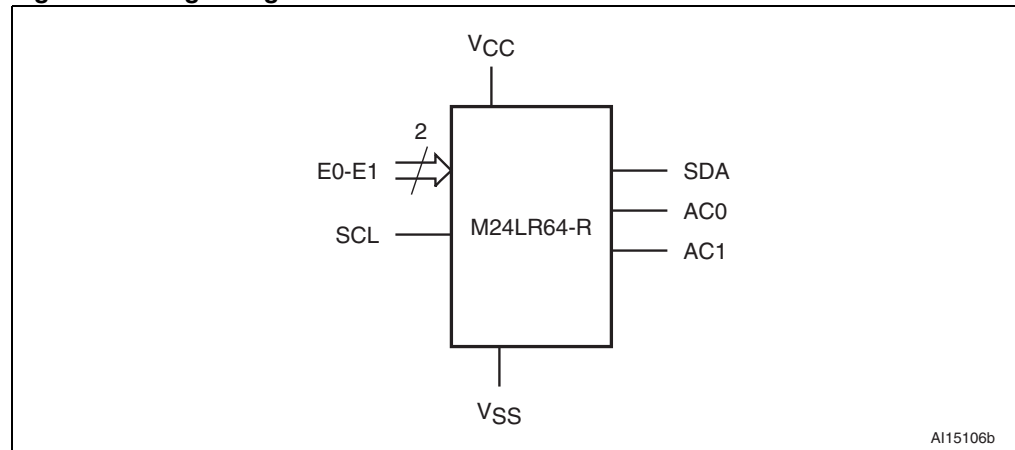 VCC
2
E0-E1
SDA
AC0
SCL
M24LR64-R
AC1
VSS
AI15106b